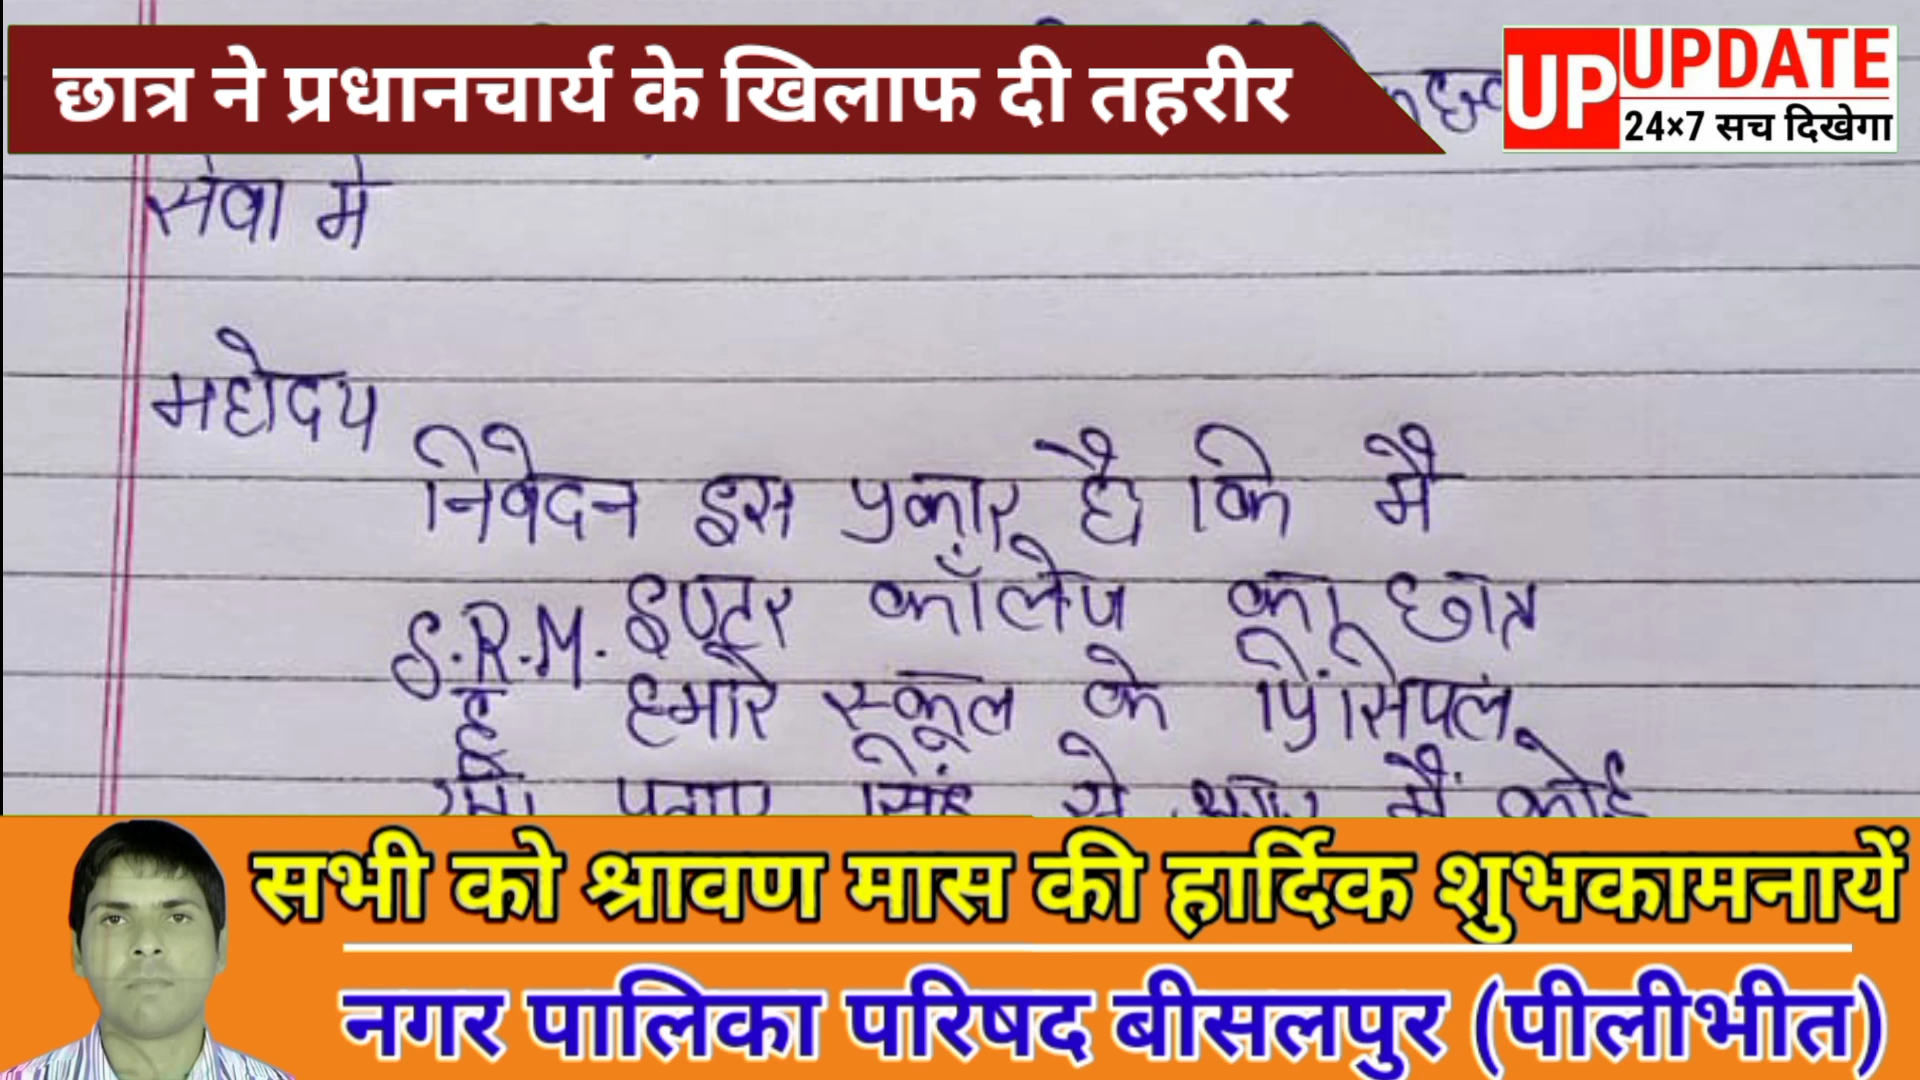 छात्र ने प्रधानचार्य के खिलाफ दी तहरीर
UP UPDATE
24×7 सच दिखेगा
सेवा मे
महोदय
निवेदन इस प्रकार है कि मै
S.R.M. इण्टर कॉलेज का छात्र
हूँ हमारे स्कूल के प्रिंसिपल
सिंह से मैं कोई
सभी को श्रावण मास की हार्दिक शुभकामनायें
नगर पालिका परिषद बीसलपुर (पीलीभीत)